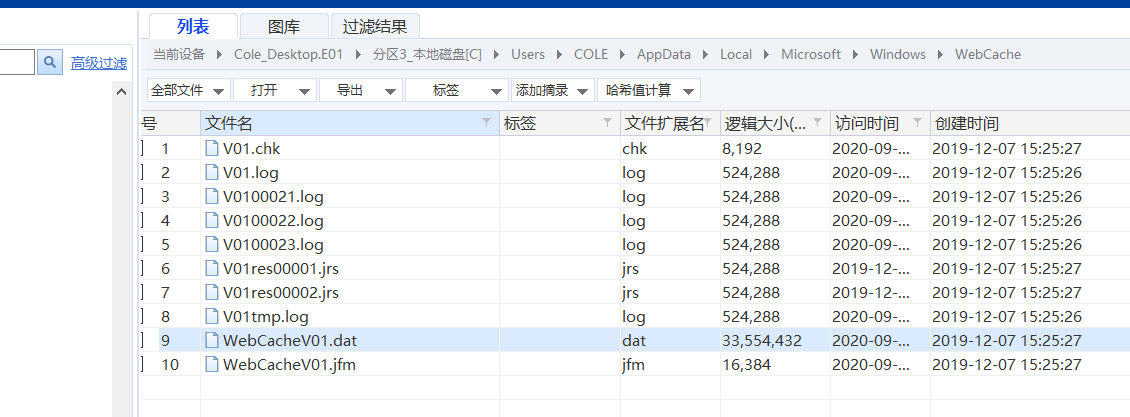 列表 图库 过滤结果
高级过滤
当前设备 Cole_Desktop.E01 分区3_本地磁盘[C] Users COLE AppData Local Microsoft Windows WebCache
全部文件 打开 导出 标签 添加摘录 哈希值计算
号 文件名 标签 文件扩展名 逻辑大小(... 访问时间 创建时间
1 V01.chk chk 8,192 2020-09-... 2019-12-07 15:25:27
2 V01.log log 524,288 2020-09-... 2019-12-07 15:25:26
3 V0100021.log log 524,288 2020-09-... 2019-12-07 15:25:26
4 V0100022.log log 524,288 2020-09-... 2019-12-07 15:25:26
5 V0100023.log log 524,288 2020-09-... 2019-12-07 15:25:26
6 V01res00001.jrs jrs 524,288 2019-12-... 2019-12-07 15:25:27
7 V01res00002.jrs jrs 524,288 2019-12-... 2019-12-07 15:25:27
8 V01tmp.log log 524,288 2020-09-... 2019-12-07 15:25:27
9 WebCacheV01.dat dat 33,554,432 2020-09-... 2019-12-07 15:25:27
10 WebCacheV01.jfm jfm 16,384 2020-09-... 2019-12-07 15:25:27